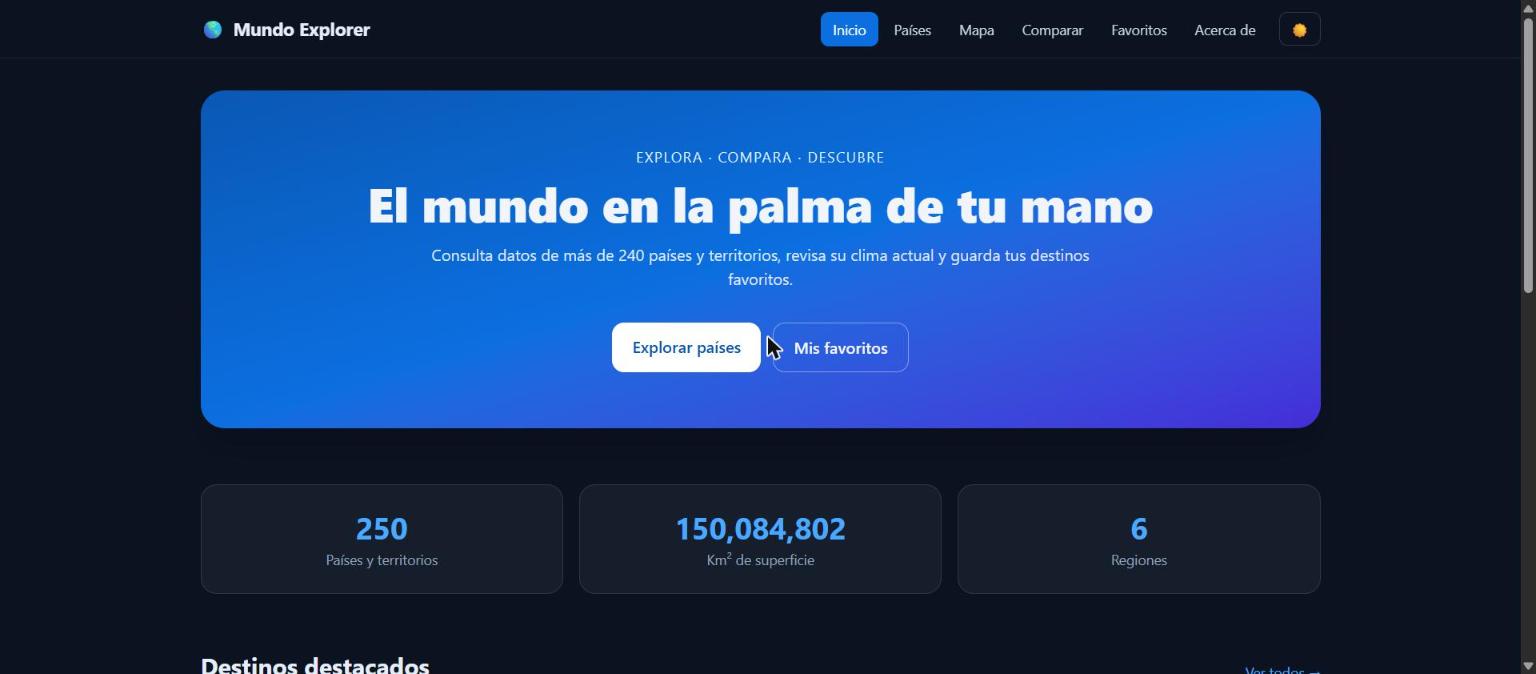 Mundo Explorer
Inicio Países Mapa Comparar Favoritos Acerca de
EXPLORA · COMPARA · DESCUBRE
El mundo en la palma de tu mano
Consulta datos de más de 240 países y territorios, revisa su clima actual y guarda tus destinos
favoritos.
Explorar países
Mis favoritos
250
Países y territorios
150,084,802
Km² de superficie
6
Regiones
Destinos destacados
Ver todos →